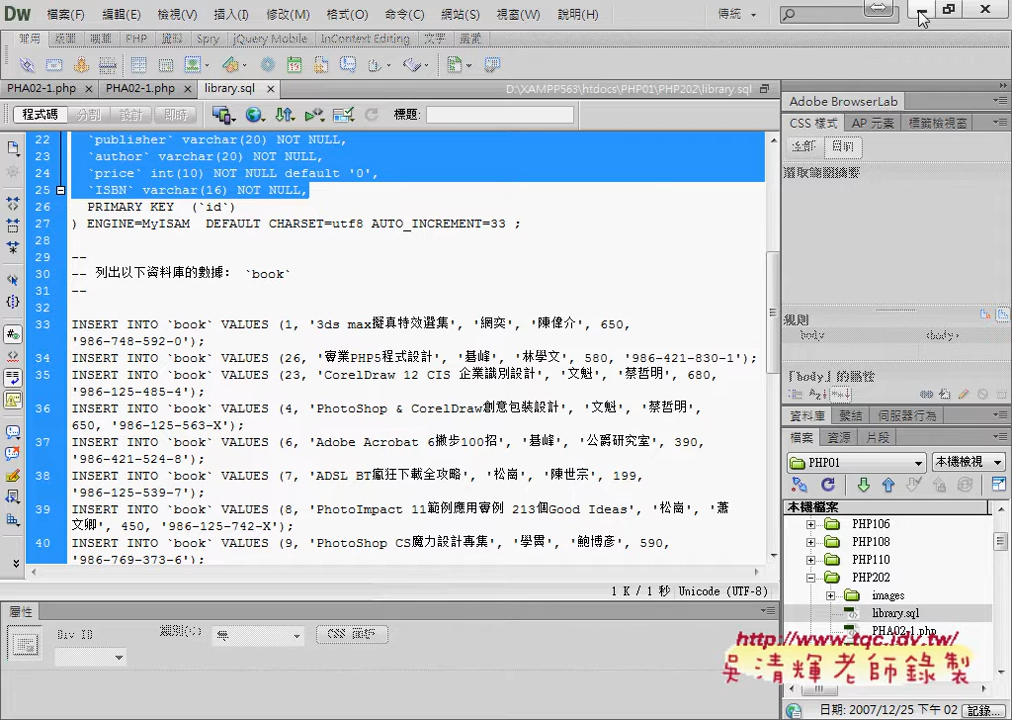 Dw 檔案(F) 編輯(E) 檢視(V) 插入(I) 修改(M) 格式(O) 命令(C) 網站(S) 視窗(W) 說明(H) 傳統
常用 版面 表單 PHP 資料 Spry jQuery Mobile InContext Editing 文字 我的最愛
PHA02-1.php PHA02-1.php library.sql D:\XAMPP563\htdocs\PHP01\PHP202\library.sql
程式碼 分割 設計 即時 標題:
22 `publisher` varchar(20) NOT NULL,
23 `author` varchar(20) NOT NULL,
24 `price` int(10) NOT NULL default '0',
25 `ISBN` varchar(16) NOT NULL,
26 PRIMARY KEY (`id`)
27 ) ENGINE=MyISAM DEFAULT CHARSET=utf8 AUTO_INCREMENT=33 ;
28
29 --
30 -- 列出以下資料庫的數據: `book`
31 --
32
33 INSERT INTO `book` VALUES (1, '3ds max擬真特效選集', '網奕', '陳偉介', 650,
'986-748-592-0');
34 INSERT INTO `book` VALUES (26, '實業PHP5程式設計', '碁峰', '林學文', 580, '986-421-830-1');
35 INSERT INTO `book` VALUES (23, 'CorelDraw 12 CIS 企業識別設計', '文魁', '蔡哲明', 680,
'986-125-485-4');
36 INSERT INTO `book` VALUES (4, 'PhotoShop & CorelDraw創意包裝設計', '文魁', '蔡哲明',
650, '986-125-563-X');
37 INSERT INTO `book` VALUES (6, 'Adobe Acrobat 6撇步100招', '碁峰', '公爵研究室', 390,
'986-421-524-8');
38 INSERT INTO `book` VALUES (7, 'ADSL BT瘋狂下載全攻略', '松崗', '陳世宗', 199,
'986-125-539-7');
39 INSERT INTO `book` VALUES (8, 'PhotoImpact 11範例應用實例 213個Good Ideas', '松崗', '蕭
文卿', 450, '986-125-742-X');
40 INSERT INTO `book` VALUES (9, 'PhotoShop CS魔力設計專集', '學貫', '鮑博彥', 590,
'986-769-373-6');
1 K / 1 秒 Unicode (UTF-8)
屬性
Div ID 類別(C) 無 CSS 面板
Adobe BrowserLab
CSS 樣式 AP 元素 標籤檢視窗
全部 目前
選取範圍摘要
規則
body <body>
「body」的屬性
資料庫 繫結 伺服器行為
檔案 資源 片段
PHP01 本機檢視
本機檔案
PHP106
PHP108
PHP110
PHP202
images
library.sql
PHA02-1.php
http://www.tqc.idv.tw/
吳清輝老師錄製
日期: 2007/12/25 下午 02 記錄...